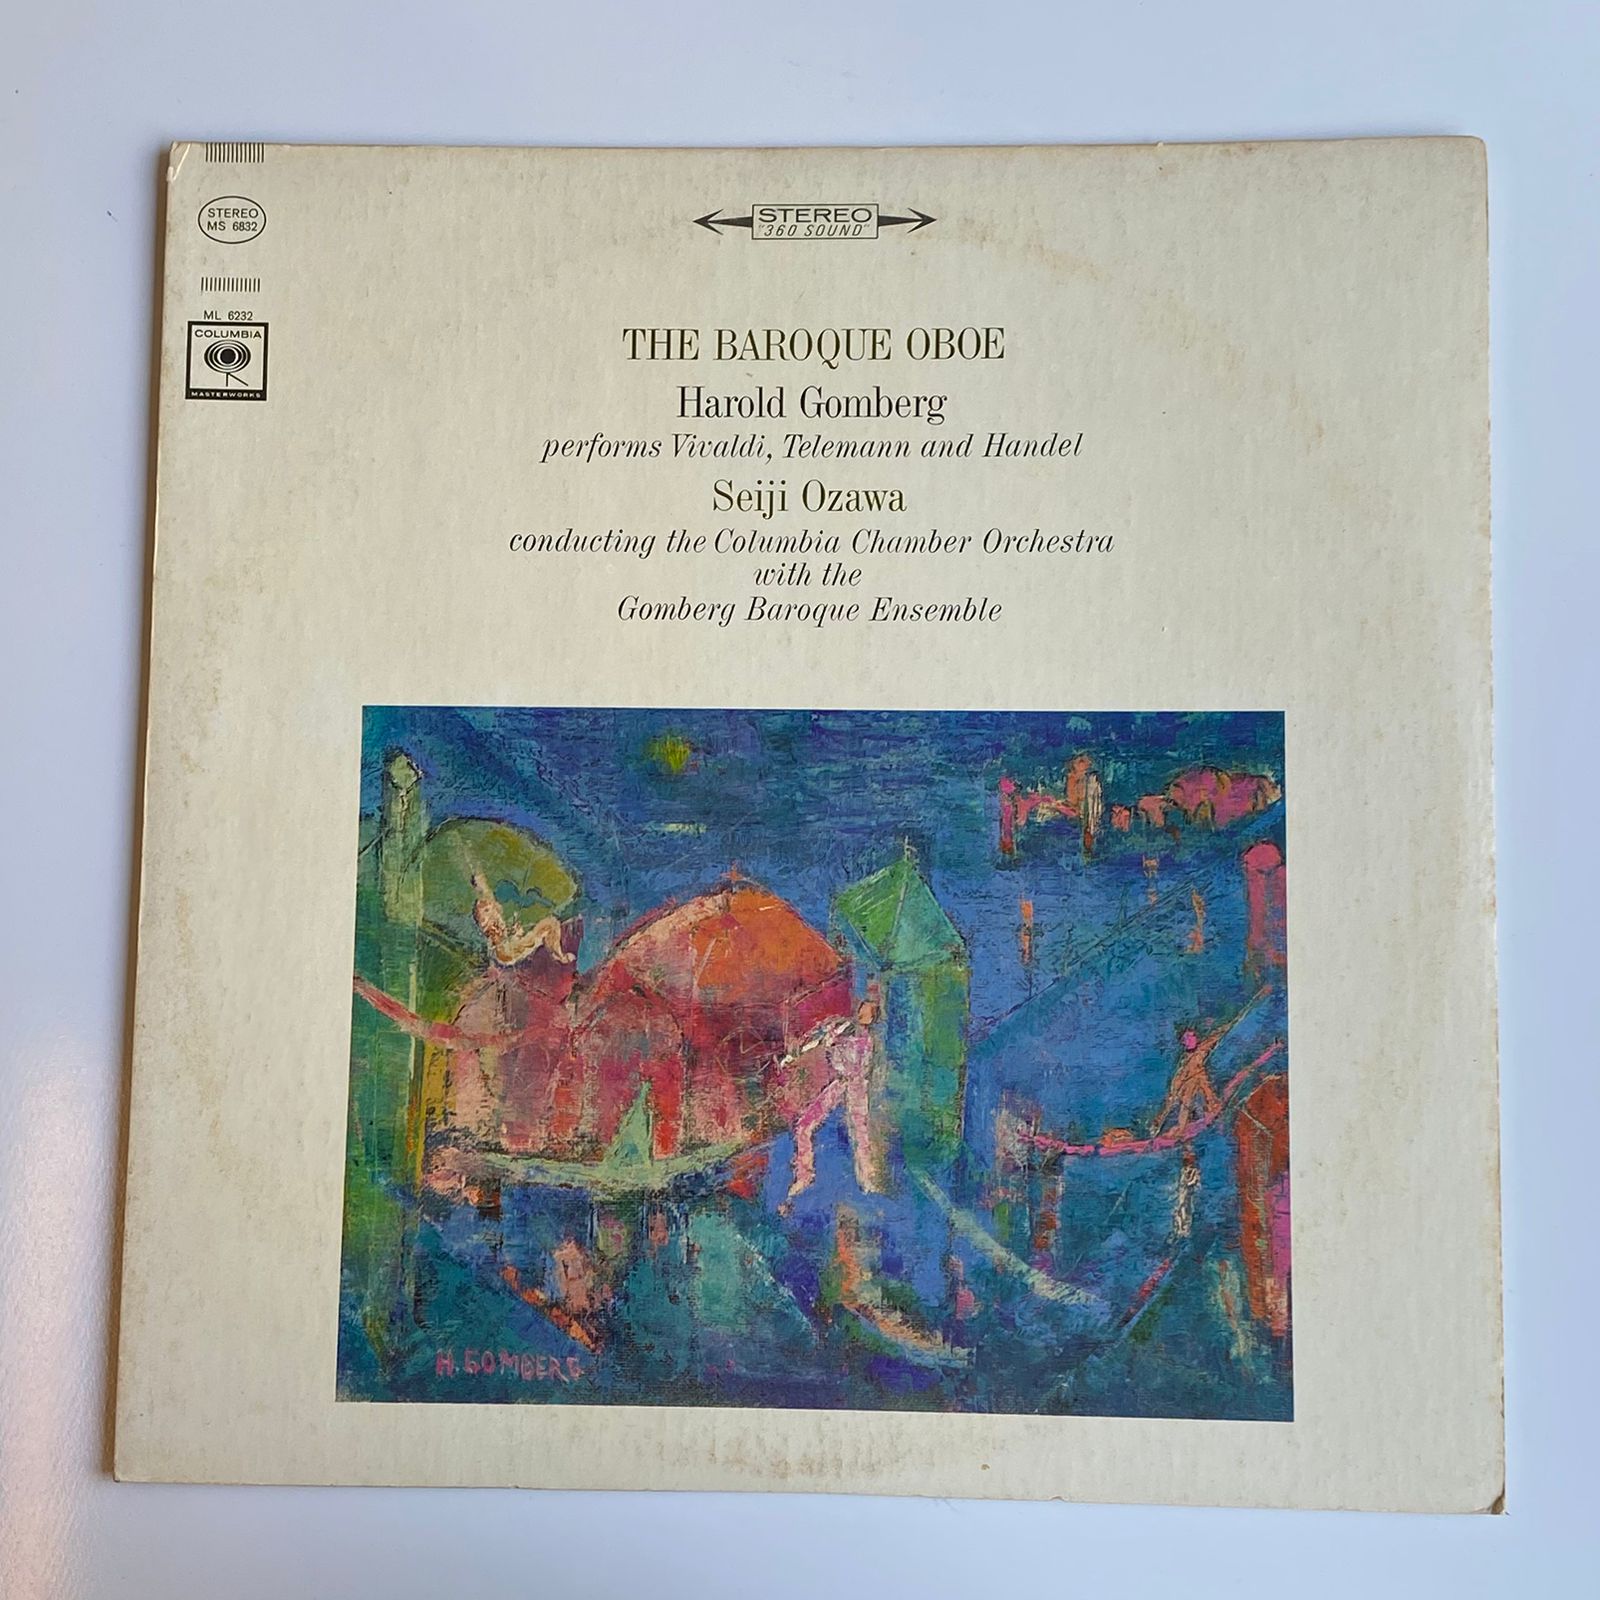 STEREO
MS 6832
ML 6232
COLUMBIA
MASTERWORKS
STEREO
"360 SOUND"
THE BAROQUE OBOE
Harold Gomberg
performs Vivaldi, Telemann and Handel
Seiji Ozawa
conducting the Columbia Chamber Orchestra
with the
Gomberg Baroque Ensemble
H. GOMBERG